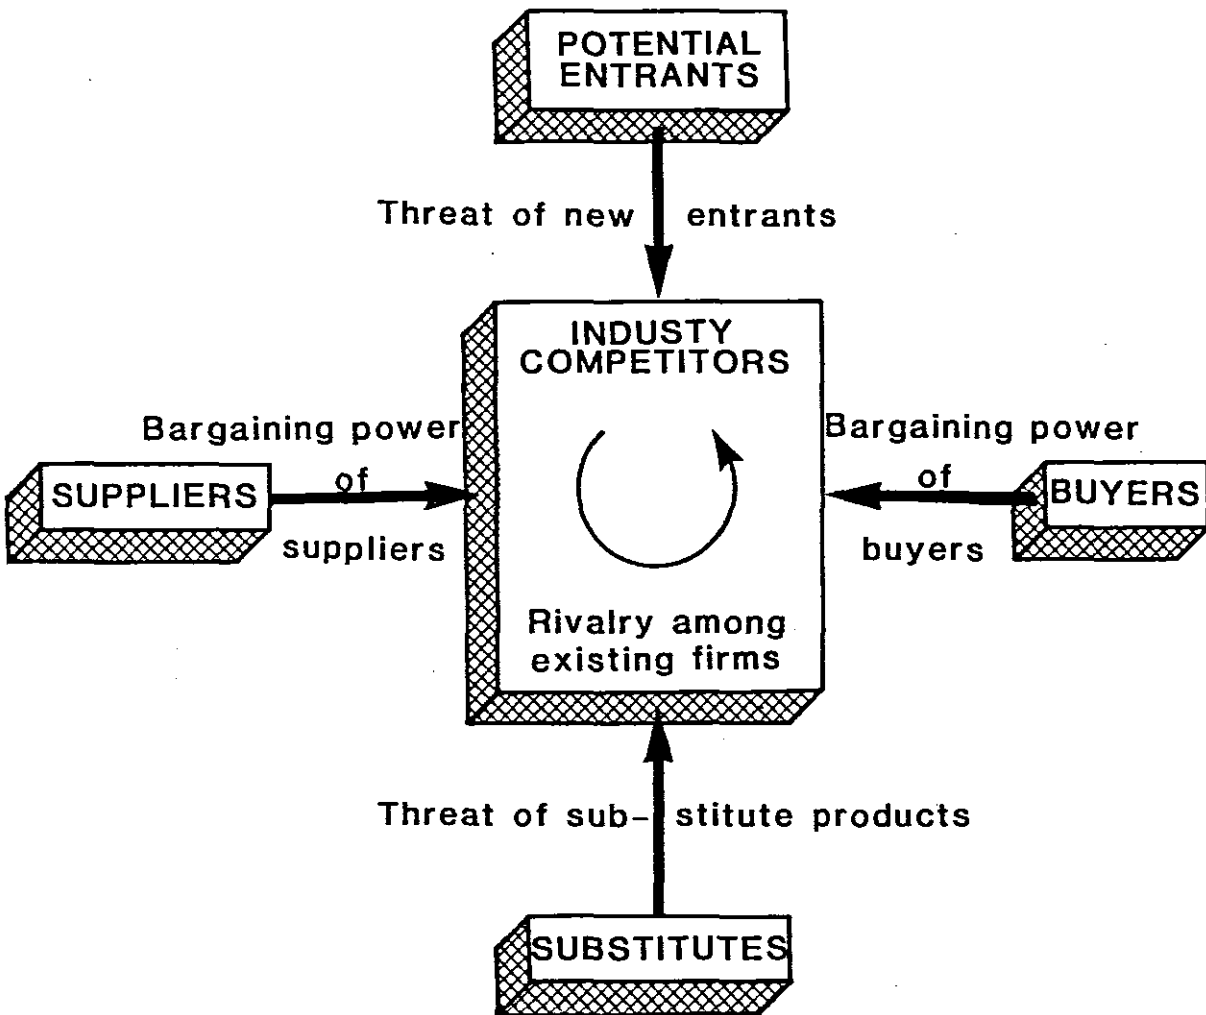 POTENTIAL
ENTRANTS
Threat of new entrants
INDUSTY
COMPETITORS
Bargaining power
of
suppliers
SUPPLIERS
Bargaining power
of
buyers
BUYERS
Rivalry among
existing firms
Threat of sub- stitute products
SUBSTITUTES